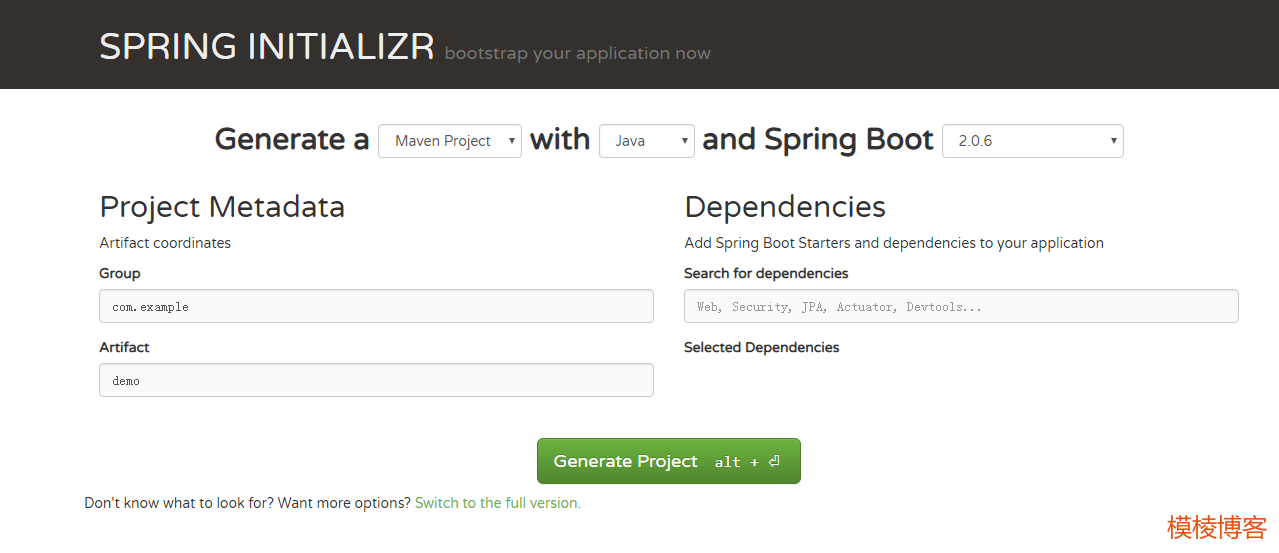 SPRING INITIALIZR bootstrap your application now
Generate a Maven Project with Java and Spring Boot 2.0.6
Project Metadata
Artifact coordinates
Group
com.example
Artifact
demo
Dependencies
Add Spring Boot Starters and dependencies to your application
Search for dependencies
Web, Security, JPA, Actuator, Devtools...
Selected Dependencies
Generate Project alt + ⏎
Don't know what to look for? Want more options? Switch to the full version.
模棱博客